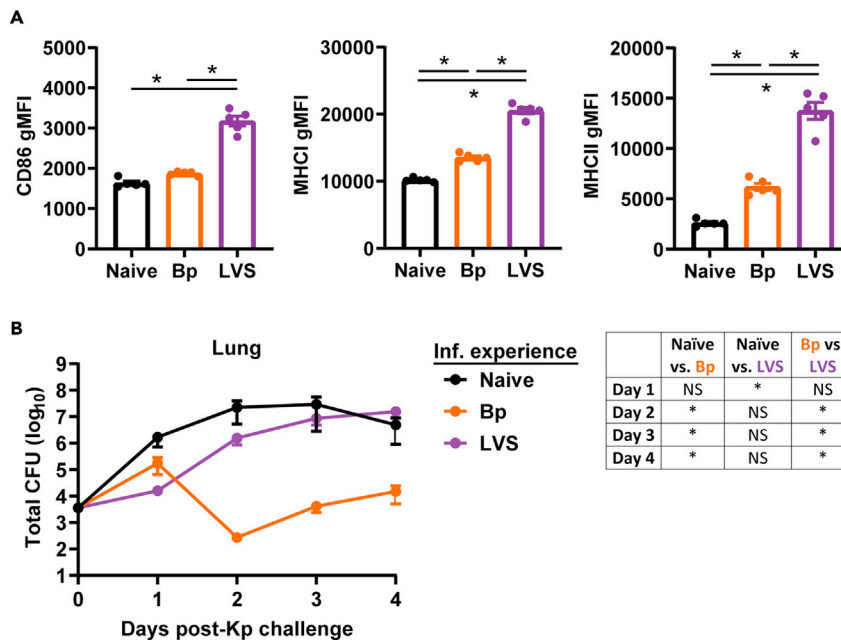 A
CD86 gMFI
5000
4000
3000
2000
1000
0
* *
Naive Bp LVS
MHCI gMFI
30000
20000
10000
0
* *
*
Naive Bp LVS
MHCII gMFI
20000
15000
10000
5000
0
* *
*
Naive Bp LVS
B
Lung
Total CFU (log10)
9
8
7
6
5
4
3
2
1
0 1 2 3 4
Days post-Kp challenge
Inf. experience
Naive
Bp
LVS
Naïve vs. Bp
Naïve vs. LVS
Bp vs LVS
Day 1 NS * NS
Day 2 * NS *
Day 3 * NS *
Day 4 * NS *